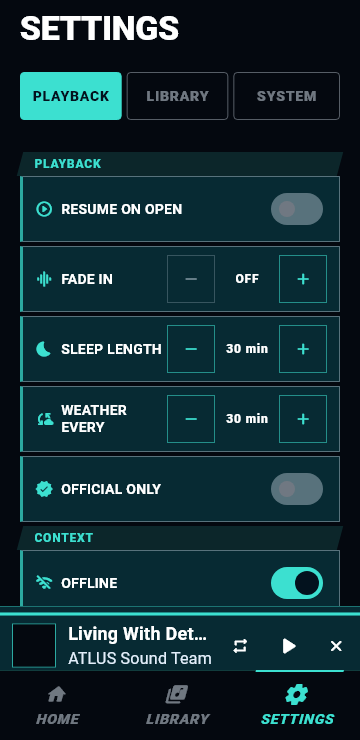 SETTINGS
PLAYBACK
LIBRARY
SYSTEM
PLAYBACK
RESUME ON OPEN
FADE IN
OFF
SLEEP LENGTH
30 min
WEATHER
EVERY
30 min
OFFICIAL ONLY
CONTEXT
OFFLINE
Living With Det...
ATLUS Sound Team
HOME
LIBRARY
SETTINGS